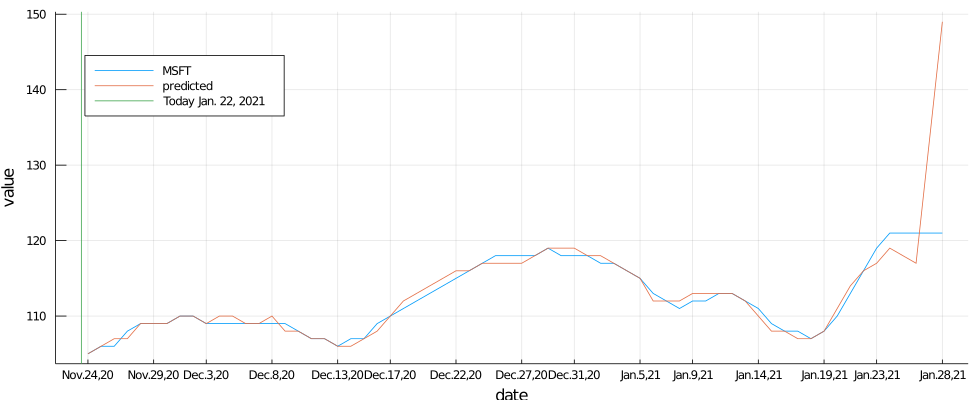 150
140
130
120
110
value
MSFT
predicted
Today Jan. 22, 2021
Nov.24,20 Nov.29,20 Dec.3,20 Dec.8,20 Dec.13,20 Dec.17,20 Dec.22,20 Dec.27,20 Dec.31,20 Jan.5,21 Jan.9,21 Jan.14,21 Jan.19,21 Jan.23,21 Jan.28,21
date